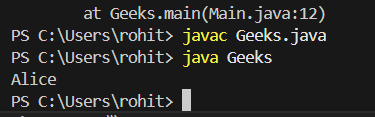 at Geeks.main(Main.java:12)
PS C:\Users\rohit> javac Geeks.java
PS C:\Users\rohit> java Geeks
Alice
PS C:\Users\rohit>